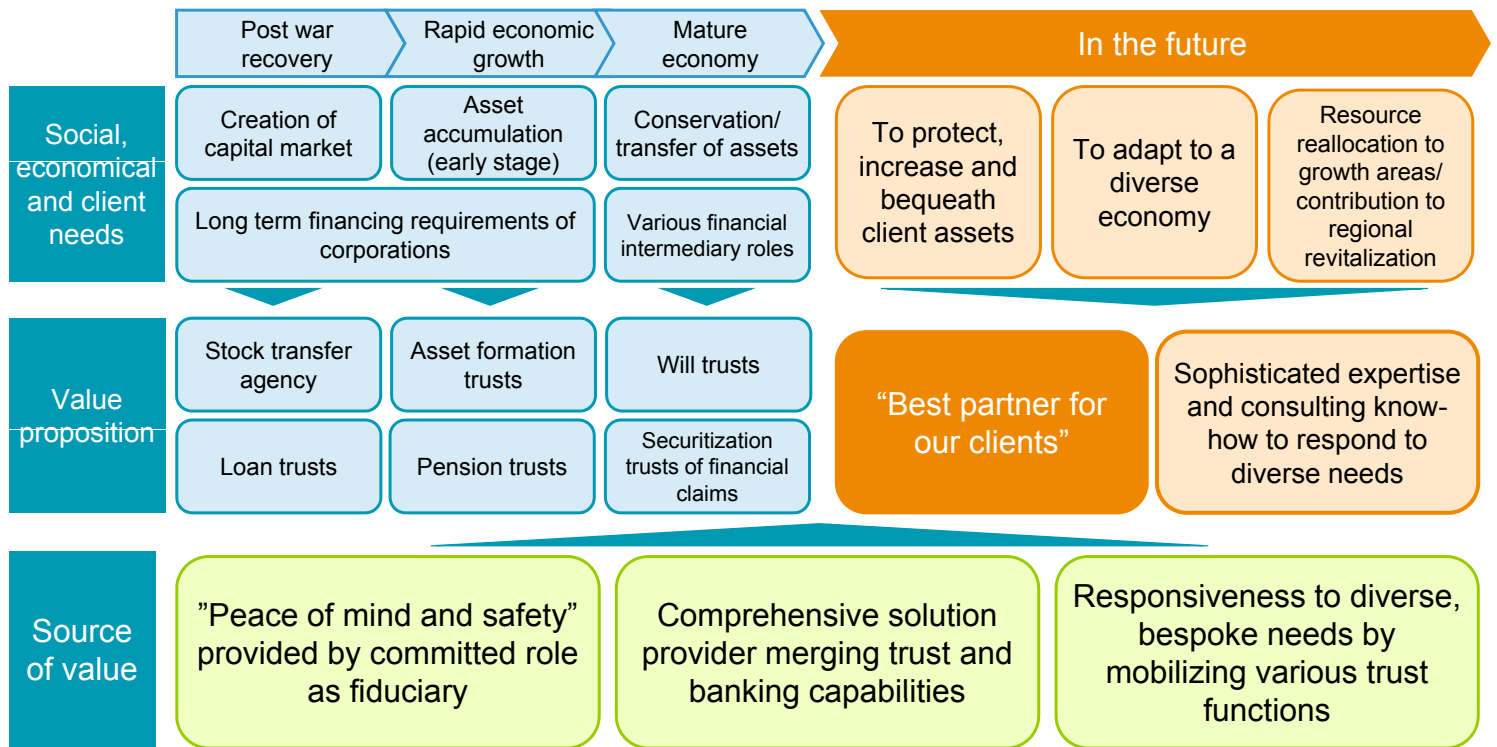 Post war
recovery
Rapid economic
growth
Mature
economy
In the future
Social,
economical
and client
needs
Creation of
capital market
Asset
accumulation
(early stage)
Conservation/
transfer of assets
Long term financing requirements of
corporations
Various financial
intermediary roles
To protect,
increase and
bequeath
client assets
To adapt to a
diverse
economy
Resource
reallocation to
growth areas/
contribution to
regional
revitalization
Value
proposition
Stock transfer
agency
Asset formation
trusts
Will trusts
Loan trusts
Pension trusts
Securitization
trusts of financial
claims
“Best partner for
our clients”
Sophisticated expertise
and consulting know-
how to respond to
diverse needs
Source
of value
”Peace of mind and safety”
provided by committed role
as fiduciary
Comprehensive solution
provider merging trust and
banking capabilities
Responsiveness to diverse,
bespoke needs by
mobilizing various trust
functions